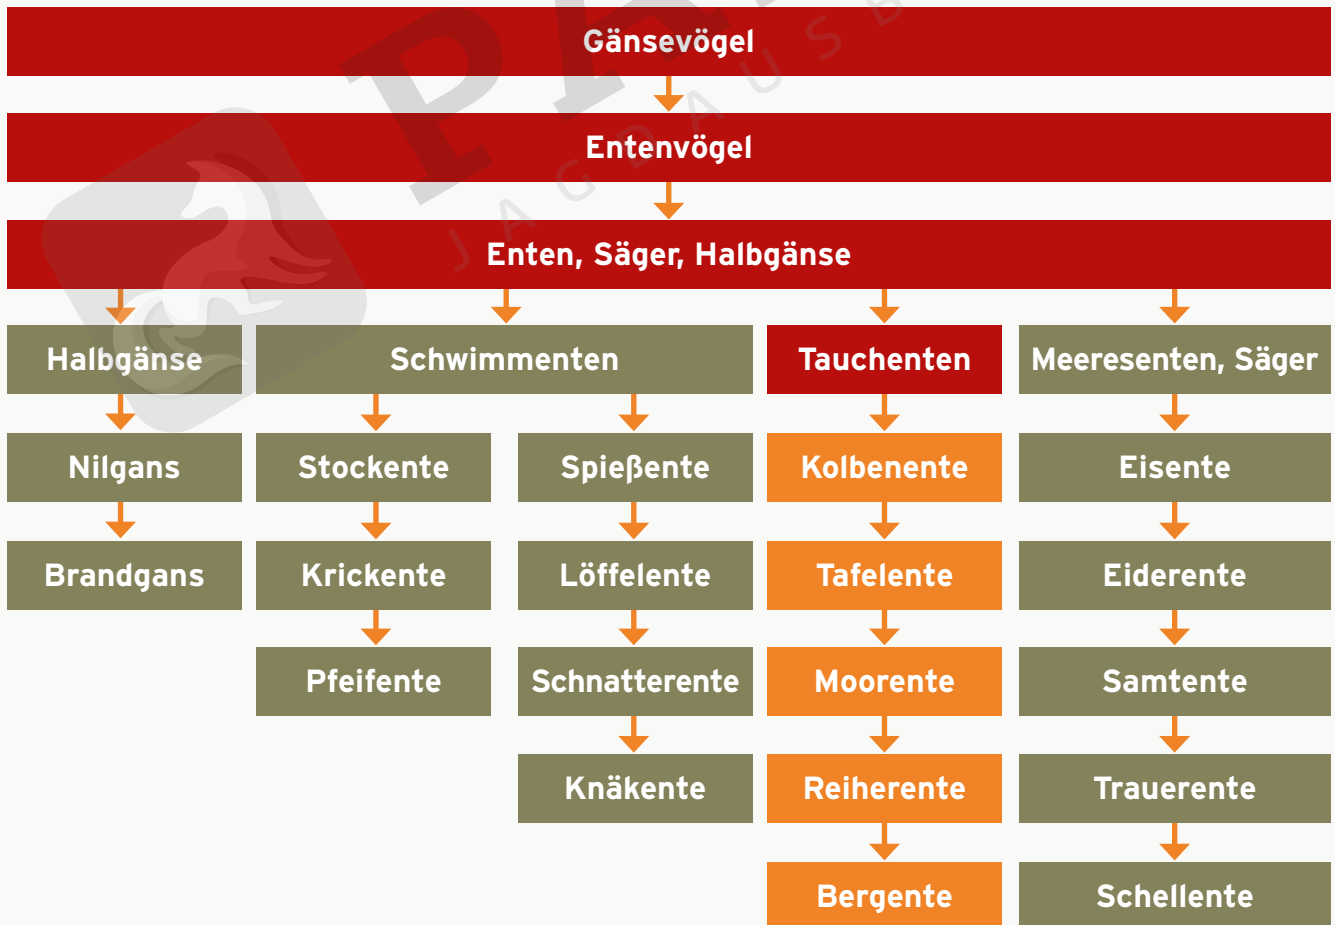 Gänsevögel
Entenvögel
Enten, Säger, Halbgänse
Halbgänse
Schwimmenten
Tauchenten
Meeresenten, Säger
Nilgans
Stockente
Spießente
Kolbenente
Eisente
Brandgans
Krickente
Löffelente
Tafelente
Eiderente
Pfeifente
Schnatterente
Moorente
Samtente
Knäkente
Reiherente
Trauerente
Bergente
Schellente